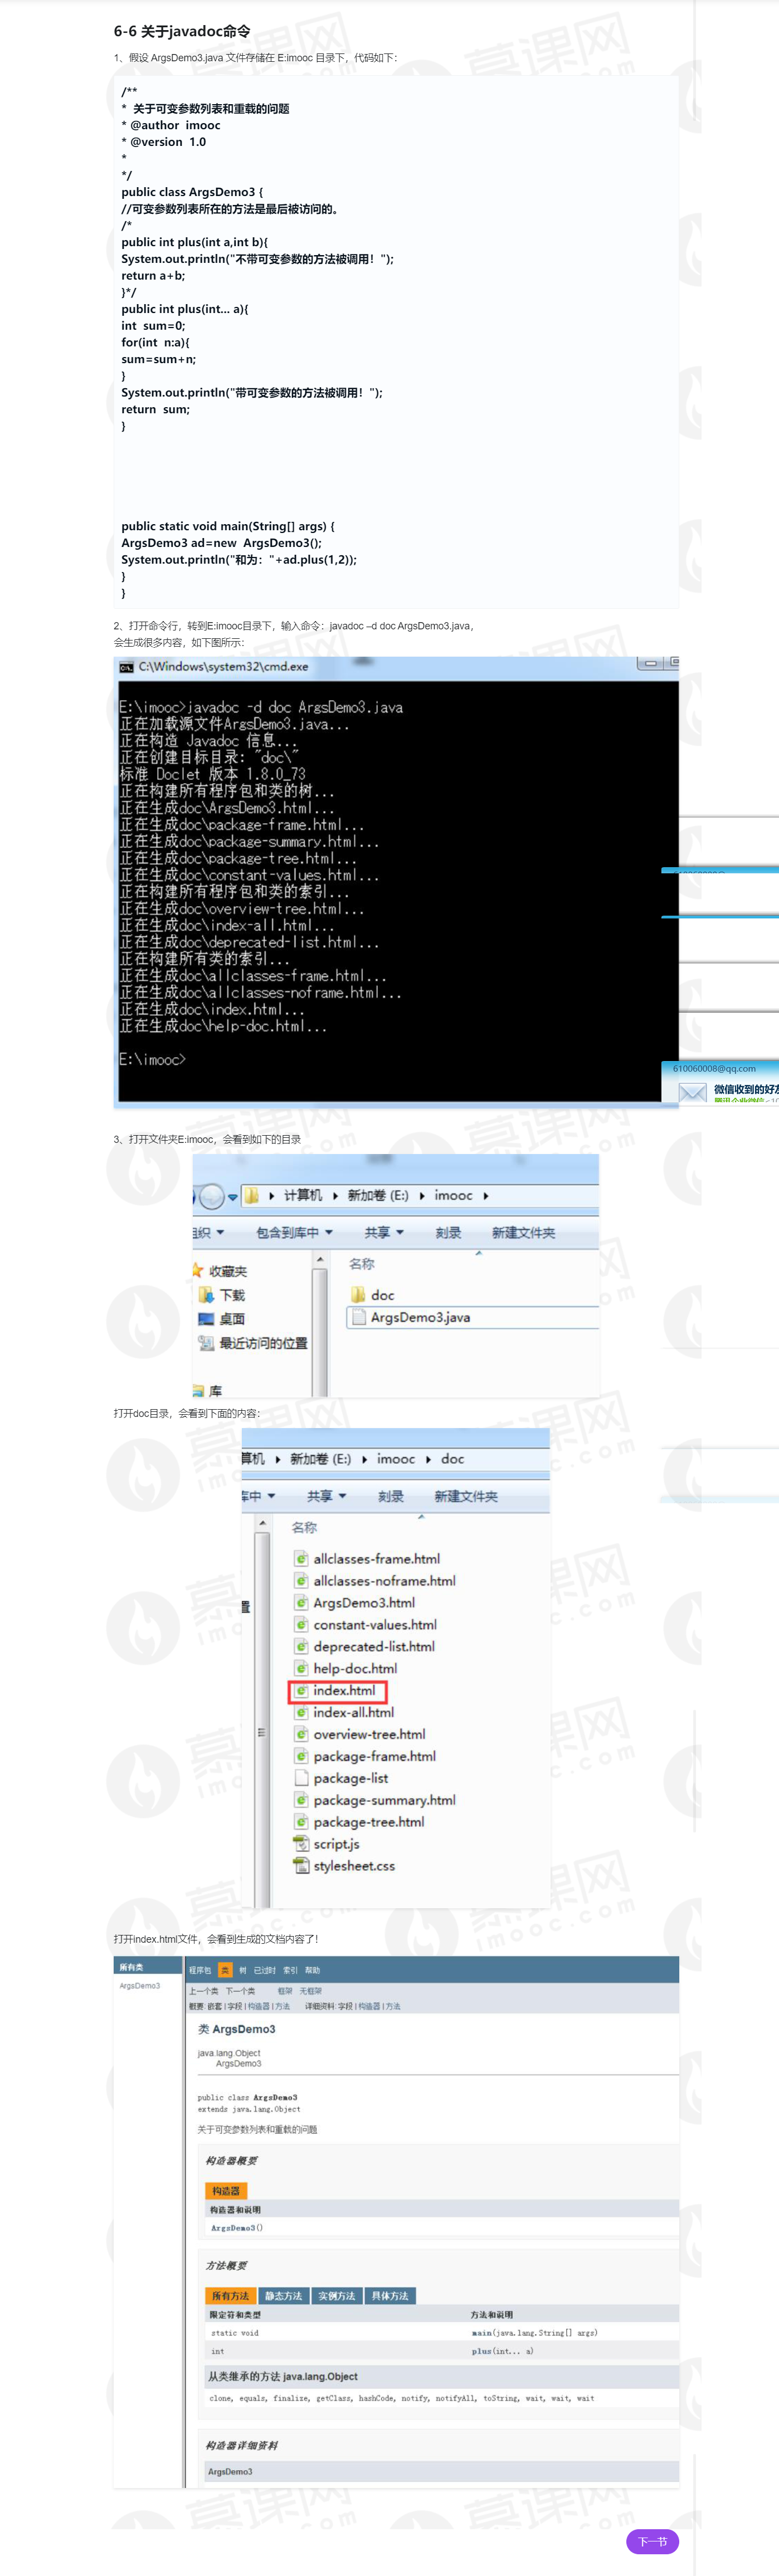 6-6 关于javadoc命令
1、假设 ArgsDemo3.java 文件存储在 E:imooc 目录下，代码如下：
/**
* 关于可变参数列表和重载的问题
* @author imooc
* @version 1.0
*
*/
public class ArgsDemo3 {
//可变参数列表所在的方法是最后被访问的。
/*
public int plus(int a,int b){
System.out.println("不带可变参数的方法被调用！");
return a+b;
}*/
public int plus(int... a){
int sum=0;
for(int n:a){
sum=sum+n;
}
System.out.println("带可变参数的方法被调用！");
return sum;
}
public static void main(String[] args) {
ArgsDemo3 ad=new ArgsDemo3();
System.out.println("和为："+ad.plus(1,2));
}
}
2、打开命令行，转到E:imooc目录下，输入命令：javadoc –d doc ArgsDemo3.java，
会生成很多内容，如下图所示：
C:\Windows\system32\cmd.exe
E:\imooc>javadoc -d doc ArgsDemo3.java
正在加载源文件ArgsDemo3.java...
正在构造 Javadoc 信息...
正在创建目标目录: "doc\"
标准 Doclet 版本 1.8.0_73
正在构建所有程序包和类的树...
正在生成doc\ArgsDemo3.html...
正在生成doc\package-frame.html...
正在生成doc\package-summary.html...
正在生成doc\package-tree.html...
正在生成doc\constant-values.html...
正在构建所有程序包和类的索引...
正在生成doc\overview-tree.html...
正在生成doc\index-all.html...
正在生成doc\deprecated-list.html...
正在构建所有类的索引...
正在生成doc\allclasses-frame.html...
正在生成doc\allclasses-noframe.html...
正在生成doc\index.html...
正在生成doc\help-doc.html...
E:\imooc>
610060008@qq.com
微信收到的好友
3、打开文件夹E:imooc，会看到如下的目录
计算机 新加卷 (E:) imooc
组织 包含到库中 共享 刻录 新建文件夹
收藏夹
下载
桌面
最近访问的位置
库
名称
doc
ArgsDemo3.java
打开doc目录，会看到下面的内容：
算机 新加卷 (E:) imooc doc
库中 共享 刻录 新建文件夹
名称
置
allclasses-frame.html
allclasses-noframe.html
ArgsDemo3.html
constant-values.html
deprecated-list.html
help-doc.html
index.html
index-all.html
overview-tree.html
package-frame.html
package-list
package-summary.html
package-tree.html
script.js
stylesheet.css
打开index.html文件，会看到生成的文档内容了！
所有类
ArgsDemo3
程序包 类 树 已过时 索引 帮助
上一个类 下一个类 框架 无框架
概要: 嵌套 | 字段 | 构造器 | 方法 详细资料: 字段 | 构造器 | 方法
类 ArgsDemo3
java.lang.Object
ArgsDemo3
public class ArgsDemo3
extends java.lang.Object
关于可变参数列表和重载的问题
构造器概要
构造器
构造器和说明
ArgsDemo3()
方法概要
所有方法 静态方法 实例方法 具体方法
限定符和类型 方法和说明
static void main(java.lang.String[] args)
int plus(int... a)
从类继承的方法 java.lang.Object
clone, equals, finalize, getClass, hashCode, notify, notifyAll, toString, wait, wait, wait
构造器详细资料
ArgsDemo3
下一节